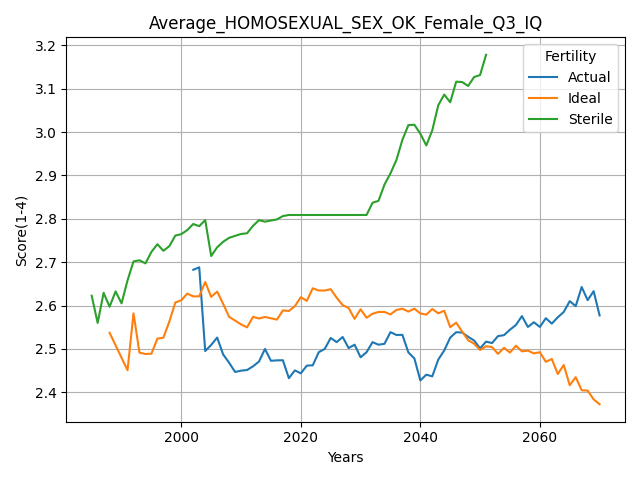 Average_HOMOSEXUAL_SEX_OK_Female_Q3_IQ
Fertility
Actual
Ideal
Sterile
Score(1-4)
3.2
3.1
3.0
2.9
2.8
2.7
2.6
2.5
2.4
2000
2020
2040
2060
Years